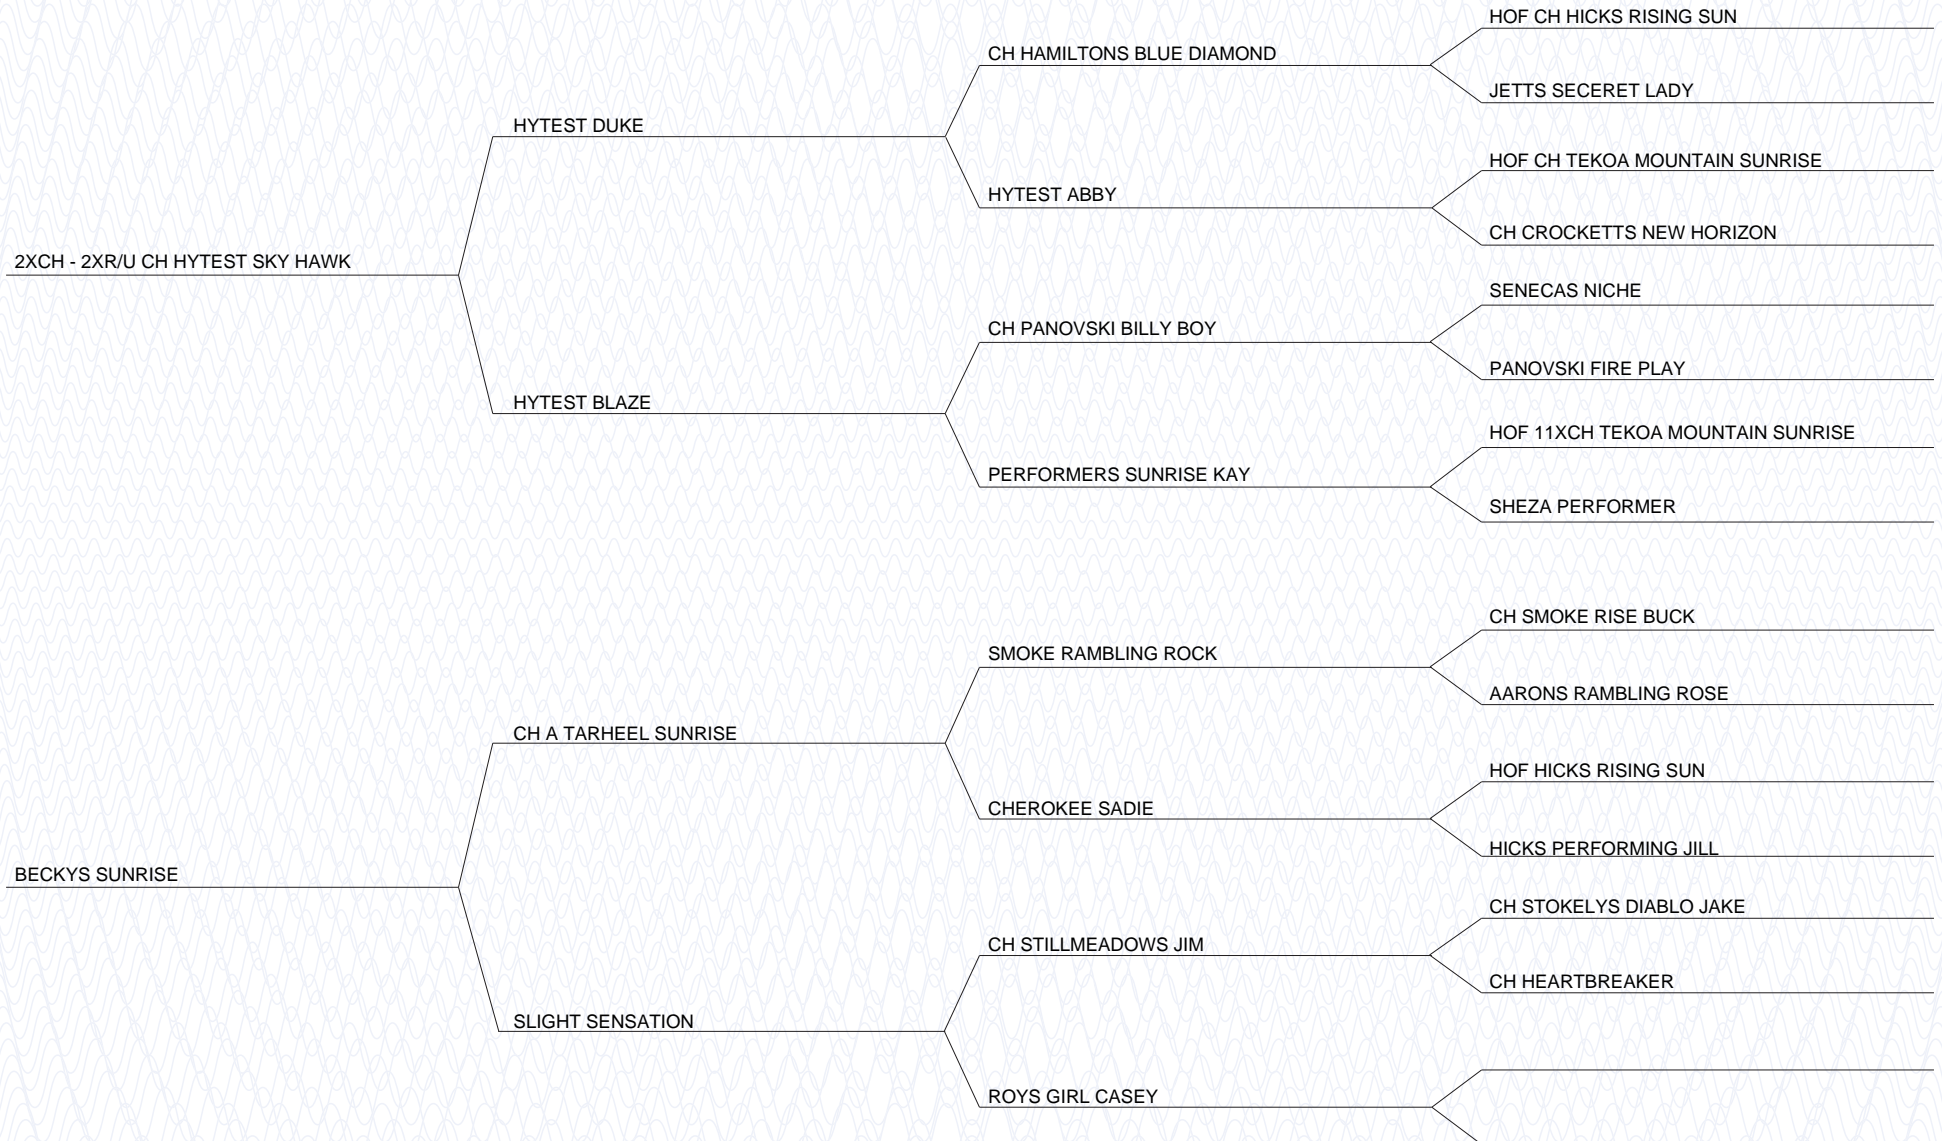 HOF CH HICKS RISING SUN
CH HAMILTONS BLUE DIAMOND
JETTS SECERET LADY
HYTEST DUKE
HOF CH TEKOA MOUNTAIN SUNRISE
HYTEST ABBY
CH CROCKETTS NEW HORIZON
2XCH - 2XR/U CH HYTEST SKY HAWK
SENECAS NICHE
CH PANOVSKI BILLY BOY
PANOVSKI FIRE PLAY
HYTEST BLAZE
HOF 11XCH TEKOA MOUNTAIN SUNRISE
PERFORMERS SUNRISE KAY
SHEZA PERFORMER
CH SMOKE RISE BUCK
SMOKE RAMBLING ROCK
AARONS RAMBLING ROSE
CH A TARHEEL SUNRISE
HOF HICKS RISING SUN
CHEROKEE SADIE
HICKS PERFORMING JILL
BECKYS SUNRISE
CH STOKELYS DIABLO JAKE
CH STILLMEADOWS JIM
CH HEARTBREAKER
SLIGHT SENSATION
ROYS GIRL CASEY